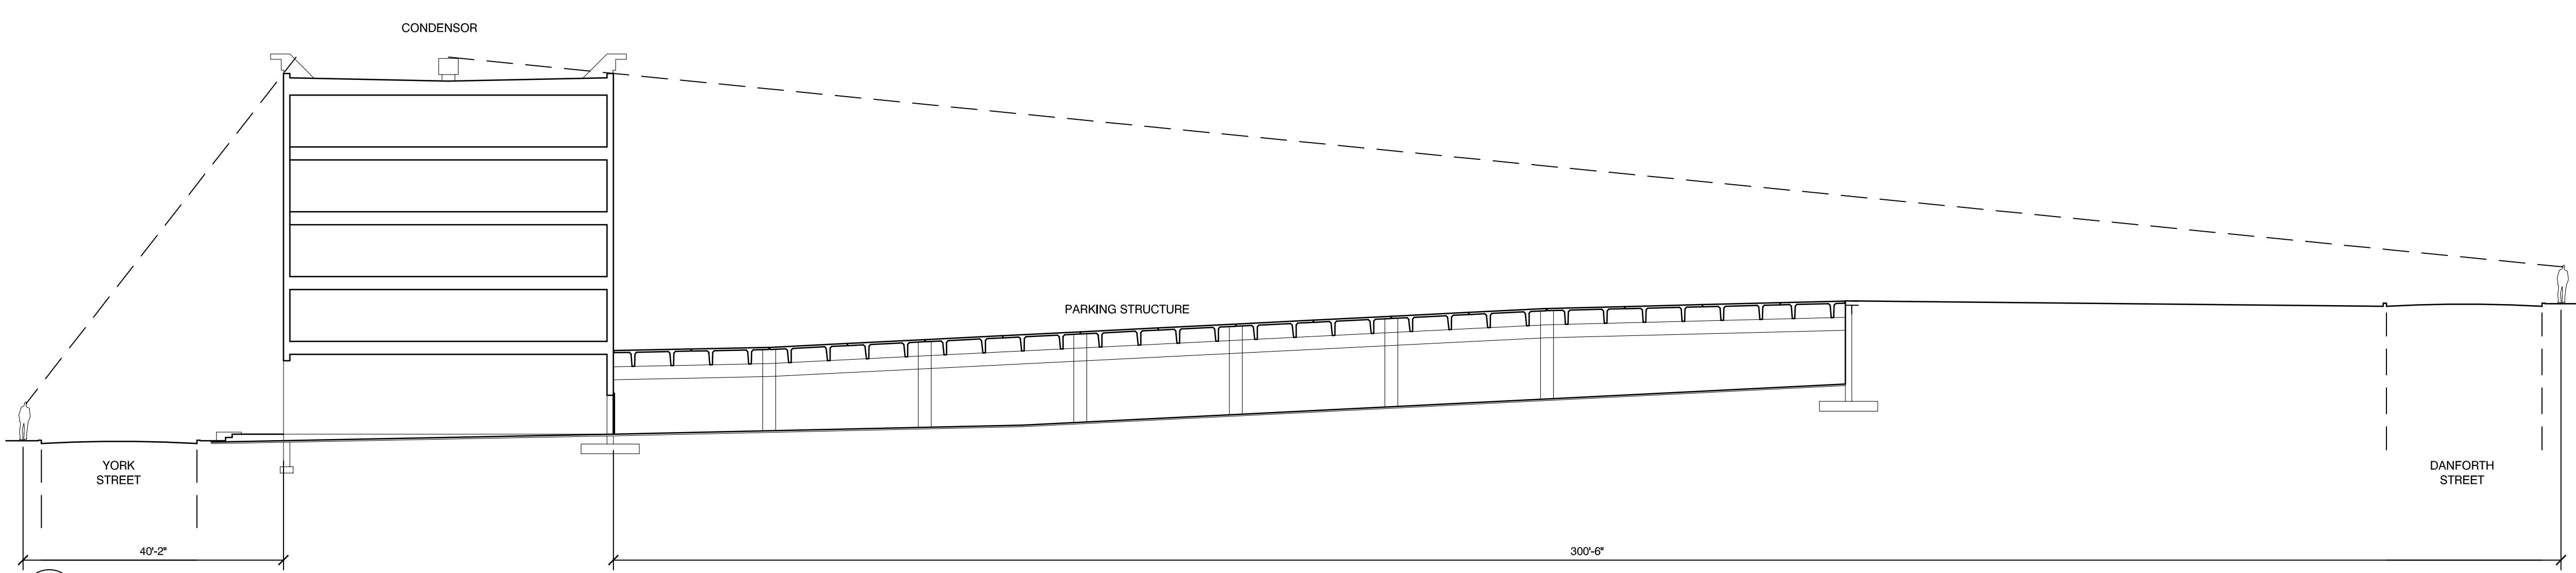 CONDENSOR
PARKING STRUCTURE
YORK
STREET
DANFORTH
STREET
40'-2"
300'-6"